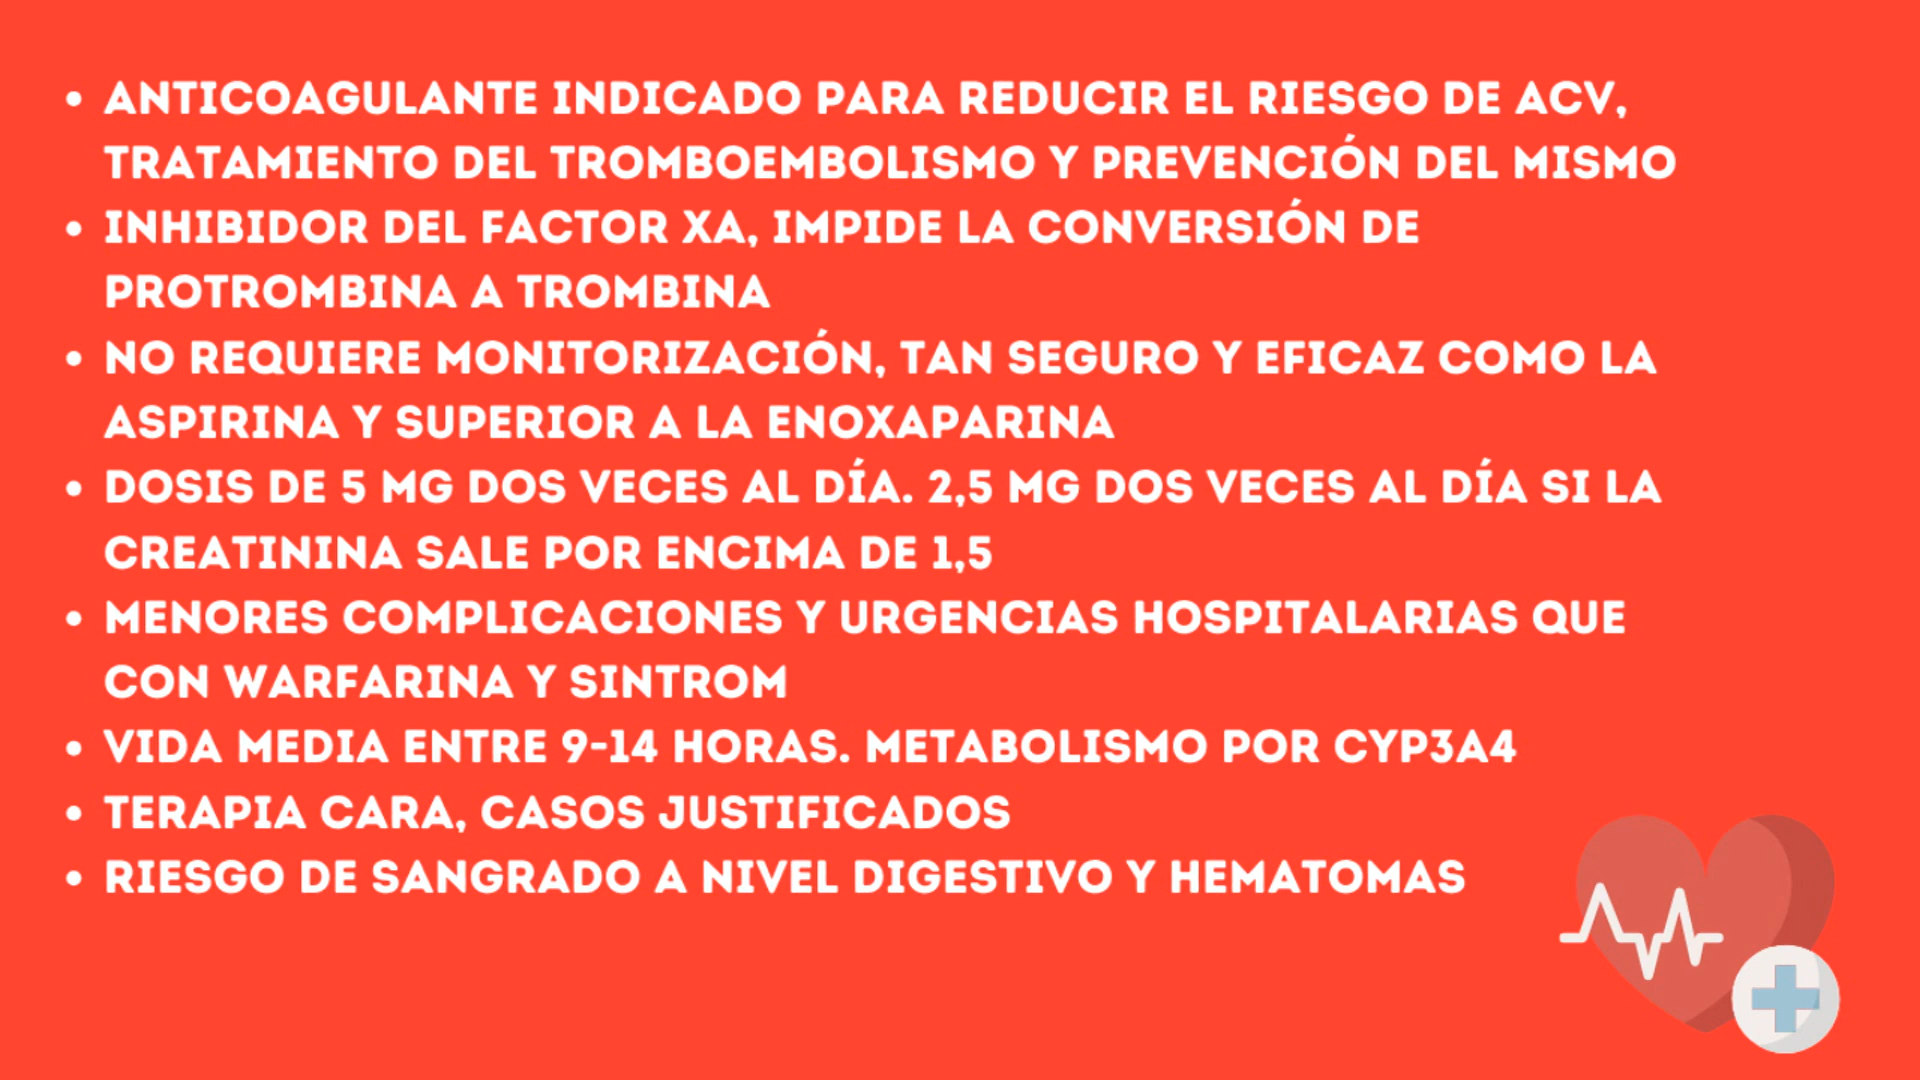 • ANTICOAGULANTE INDICADO PARA REDUCIR EL RIESGO DE ACV,
TRATAMIENTO DEL TROMBOEMBOLISMO Y PREVENCIÓN DEL MISMO
• INHIBIDOR DEL FACTOR XA, IMPIDE LA CONVERSIÓN DE
PROTROMBINA A TROMBINA
• NO REQUIERE MONITORIZACIÓN, TAN SEGURO Y EFICAZ COMO LA
ASPIRINA Y SUPERIOR A LA ENOXAPARINA
• DOSIS DE 5 MG DOS VECES AL DÍA. 2,5 MG DOS VECES AL DÍA SI LA
CREATININA SALE POR ENCIMA DE 1,5
• MENORES COMPLICACIONES Y URGENCIAS HOSPITALARIAS QUE
CON WARFARINA Y SINTROM
• VIDA MEDIA ENTRE 9-14 HORAS. METABOLISMO POR CYP3A4
• TERAPIA CARA, CASOS JUSTIFICADOS
• RIESGO DE SANGRADO A NIVEL DIGESTIVO Y HEMATOMAS